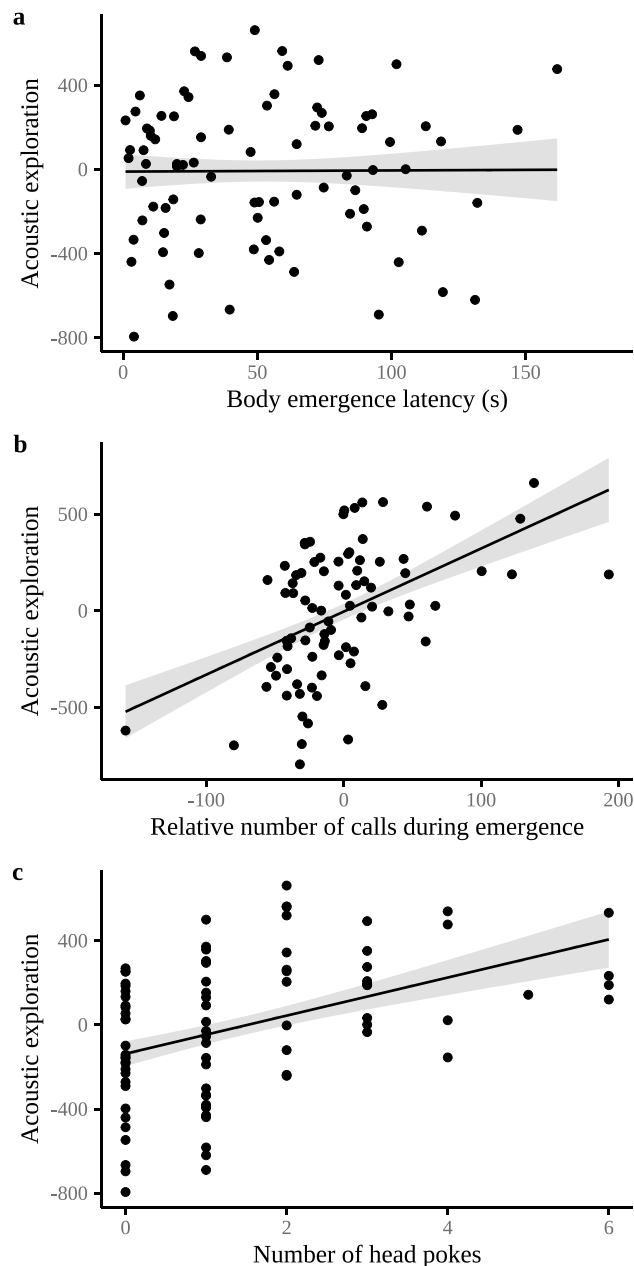 a
400
0
-400
-800
Acoustic exploration
0 50 100 150
Body emergence latency (s)
b
500
0
-500
Acoustic exploration
-100 0 100 200
Relative number of calls during emergence
c
400
0
-400
-800
Acoustic exploration
0 2 4 6
Number of head pokes